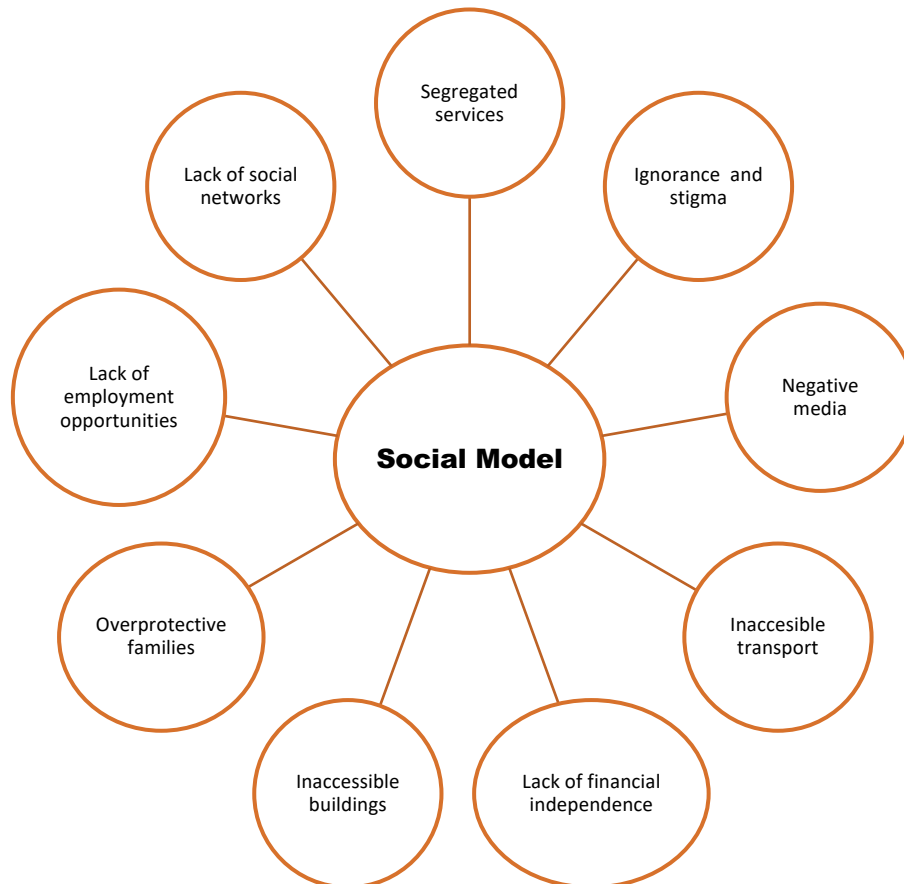 Segregated
services
Ignorance and
stigma
Negative
media
Inaccesible
transport
Lack of financial
independence
Inaccessible
buildings
Overprotective
families
Lack of
employment
opportunities
Lack of social
networks
Social Model